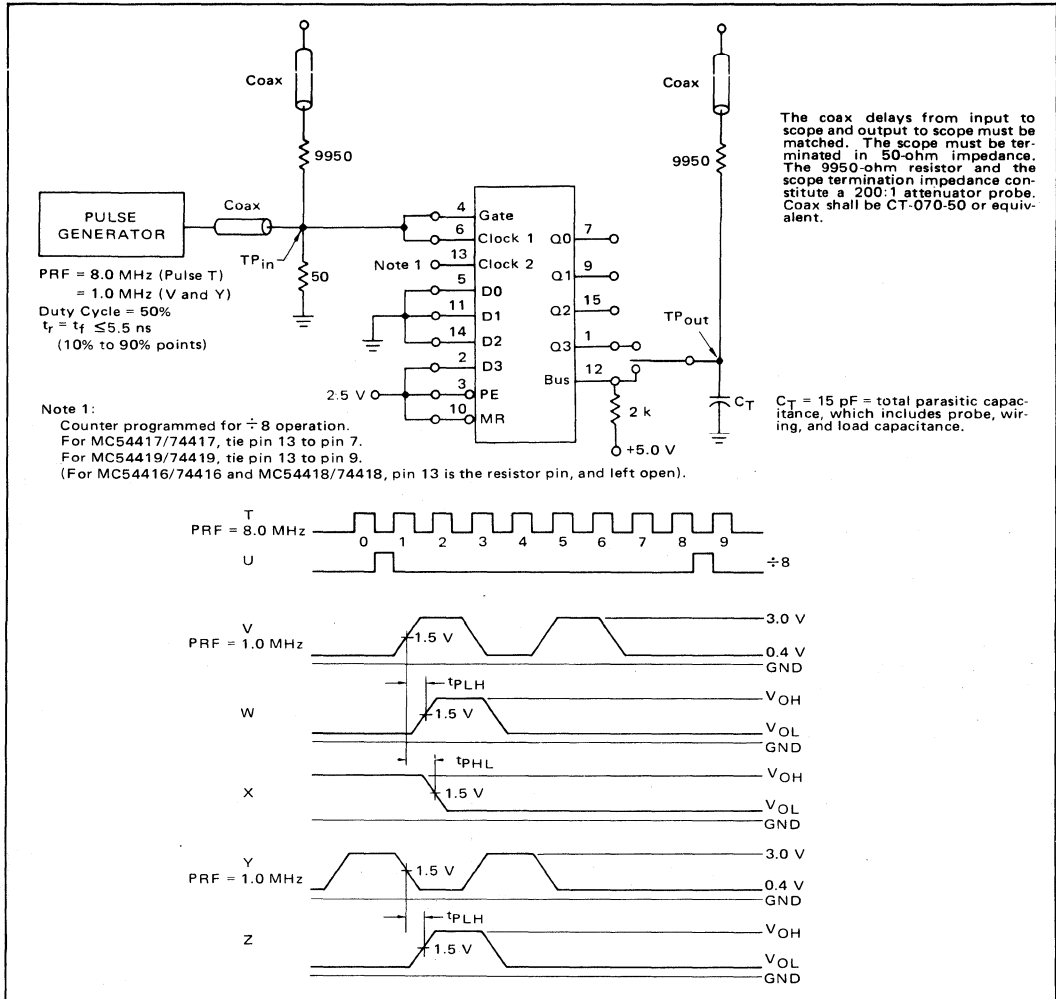 Coax
Coax
The coax delays from input to
scope and output to scope must be
matched. The scope must be ter-
minated in 50-ohm impedance.
The 9950-ohm resistor and the
scope termination impedance con-
stitute a 200:1 attenuator probe.
Coax shall be CT-070-50 or equiv-
alent.
9950
9950
PULSE
GENERATOR
Coax
TPin
50
PRF = 8.0 MHz (Pulse T)
= 1.0 MHz (V and Y)
Duty Cycle = 50%
tr = tf ≤5.5 ns
(10% to 90% points)
4 Gate
6 Clock 1
Note 1 13 Clock 2
5 D0
11 D1
14 D2
2 D3
2.5 V 3 PE
10 MR
Q0 7
Q1 9
Q2 15
Q3 1
Bus 12
2 k
+5.0 V
TPout
CT
CT = 15 pF = total parasitic capac-
itance, which includes probe, wir-
ing, and load capacitance.
Note 1:
Counter programmed for ÷8 operation.
For MC54417/74417, tie pin 13 to pin 7.
For MC54419/74419, tie pin 13 to pin 9.
(For MC54416/74416 and MC54418/74418, pin 13 is the resistor pin, and left open).
T
PRF = 8.0 MHz
0 1 2 3 4 5 6 7 8 9
U
÷8
V
PRF = 1.0 MHz
1.5 V
3.0 V
0.4 V
GND
tPLH
W
1.5 V
VOH
VOL
GND
tPHL
X
1.5 V
VOH
VOL
GND
Y
PRF = 1.0 MHz
1.5 V
3.0 V
0.4 V
GND
tPLH
Z
1.5 V
VOH
VOL
GND